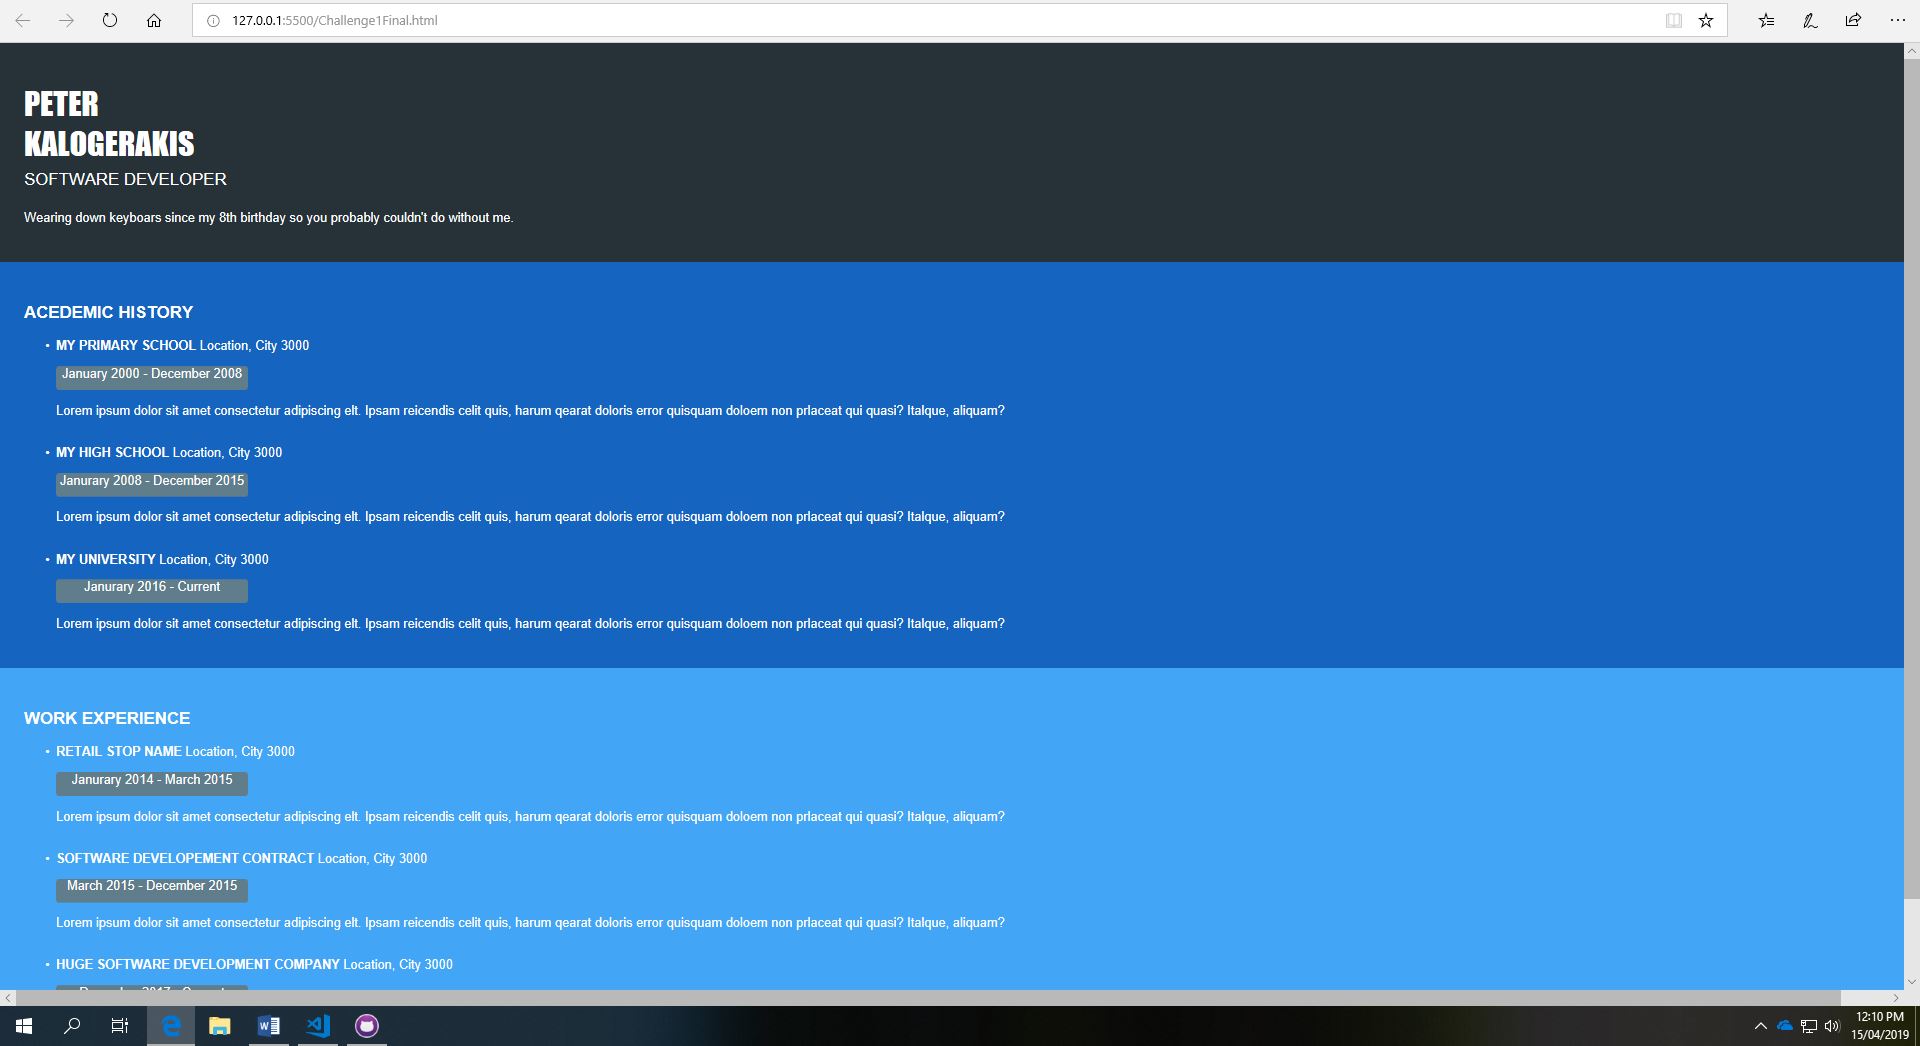 127.0.0.1:5500/Challenge1Final.html
PETER
KALOGERAKIS
SOFTWARE DEVELOPER
Wearing down keyboars since my 8th birthday so you probably couldn't do without me.
ACEDEMIC HISTORY
• MY PRIMARY SCHOOL Location, City 3000
January 2000 - December 2008
Lorem ipsum dolor sit amet consectetur adipiscing elt. Ipsam reicendis celit quis, harum qearat doloris error quisquam doloem non prlaceat qui quasi? Italque, aliquam?
• MY HIGH SCHOOL Location, City 3000
Janurary 2008 - December 2015
Lorem ipsum dolor sit amet consectetur adipiscing elt. Ipsam reicendis celit quis, harum qearat doloris error quisquam doloem non prlaceat qui quasi? Italque, aliquam?
• MY UNIVERSITY Location, City 3000
Janurary 2016 - Current
Lorem ipsum dolor sit amet consectetur adipiscing elt. Ipsam reicendis celit quis, harum qearat doloris error quisquam doloem non prlaceat qui quasi? Italque, aliquam?
WORK EXPERIENCE
• RETAIL STOP NAME Location, City 3000
Janurary 2014 - March 2015
Lorem ipsum dolor sit amet consectetur adipiscing elt. Ipsam reicendis celit quis, harum qearat doloris error quisquam doloem non prlaceat qui quasi? Italque, aliquam?
• SOFTWARE DEVELOPEMENT CONTRACT Location, City 3000
March 2015 - December 2015
Lorem ipsum dolor sit amet consectetur adipiscing elt. Ipsam reicendis celit quis, harum qearat doloris error quisquam doloem non prlaceat qui quasi? Italque, aliquam?
• HUGE SOFTWARE DEVELOPMENT COMPANY Location, City 3000
12:10 PM
15/04/2019